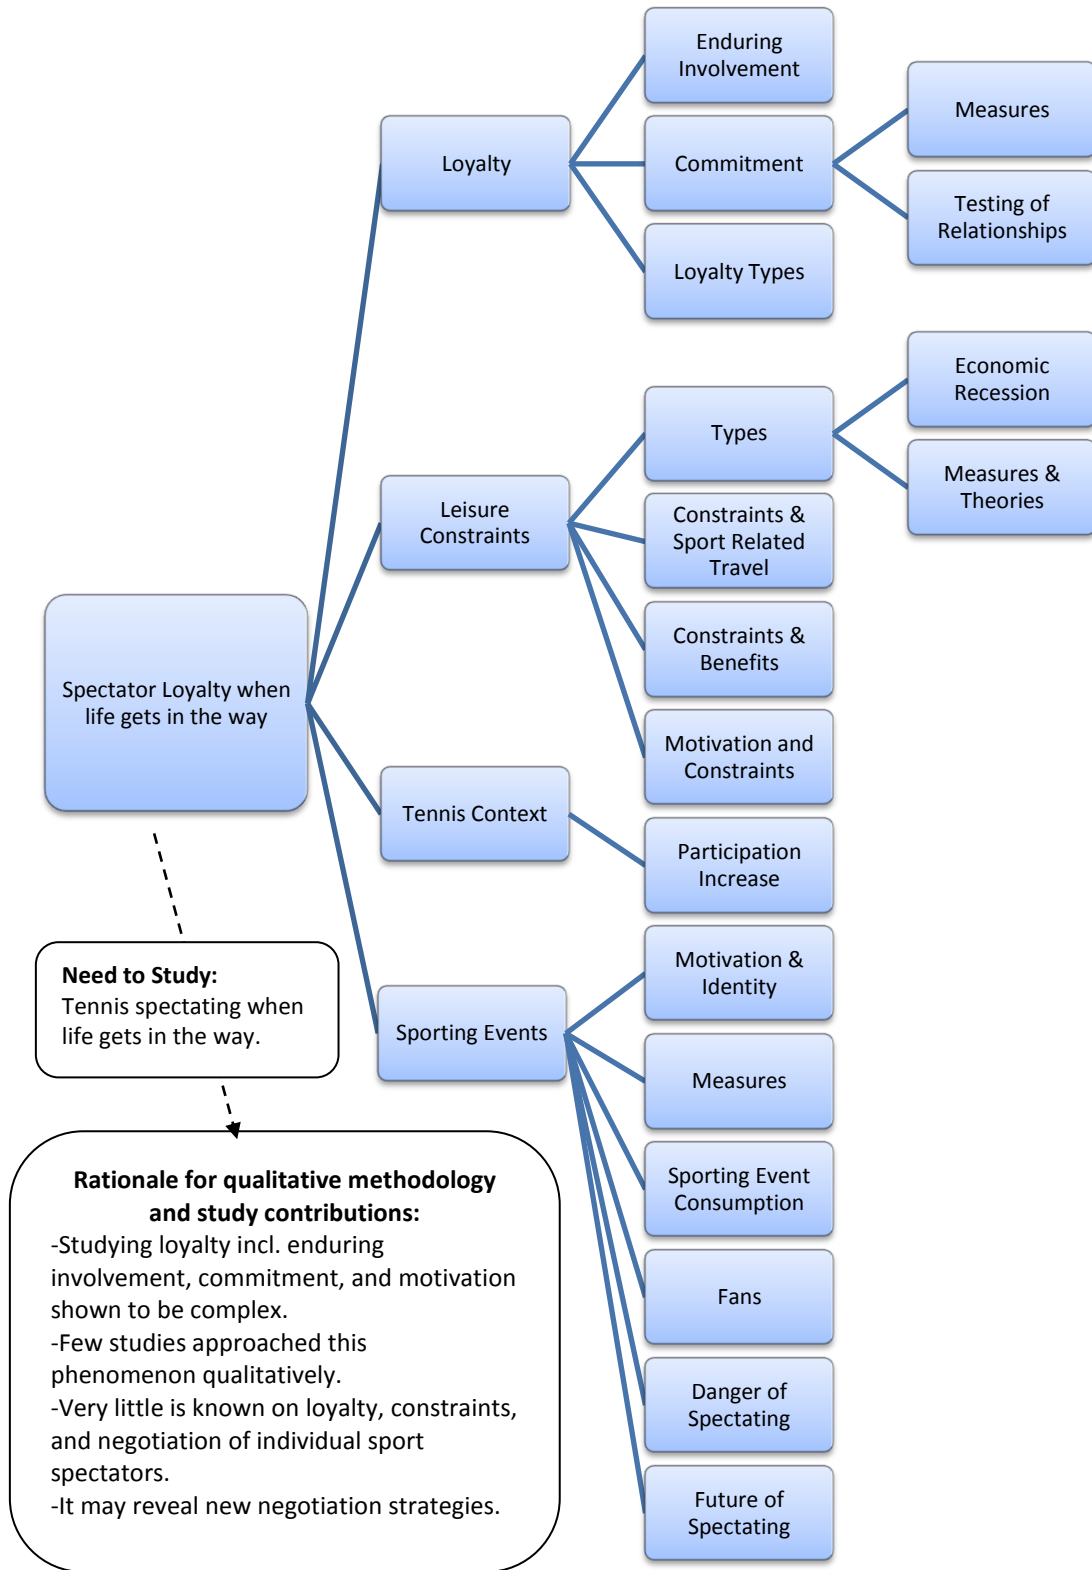 Spectator Loyalty when
life gets in the way
Loyalty
Enduring
Involvement
Commitment
Measures
Testing of
Relationships
Loyalty Types
Leisure
Constraints
Types
Economic
Recession
Measures &
Theories
Constraints &
Sport Related
Travel
Constraints &
Benefits
Motivation and
Constraints
Tennis Context
Participation
Increase
Sporting Events
Motivation &
Identity
Measures
Sporting Event
Consumption
Fans
Danger of
Spectating
Future of
Spectating
Need to Study:
Tennis spectating when
life gets in the way.
Rationale for qualitative methodology
and study contributions:
-Studying loyalty incl. enduring
involvement, commitment, and motivation
shown to be complex.
-Few studies approached this
phenomenon qualitatively.
-Very little is known on loyalty, constraints,
and negotiation of individual sport
spectators.
-It may reveal new negotiation strategies.